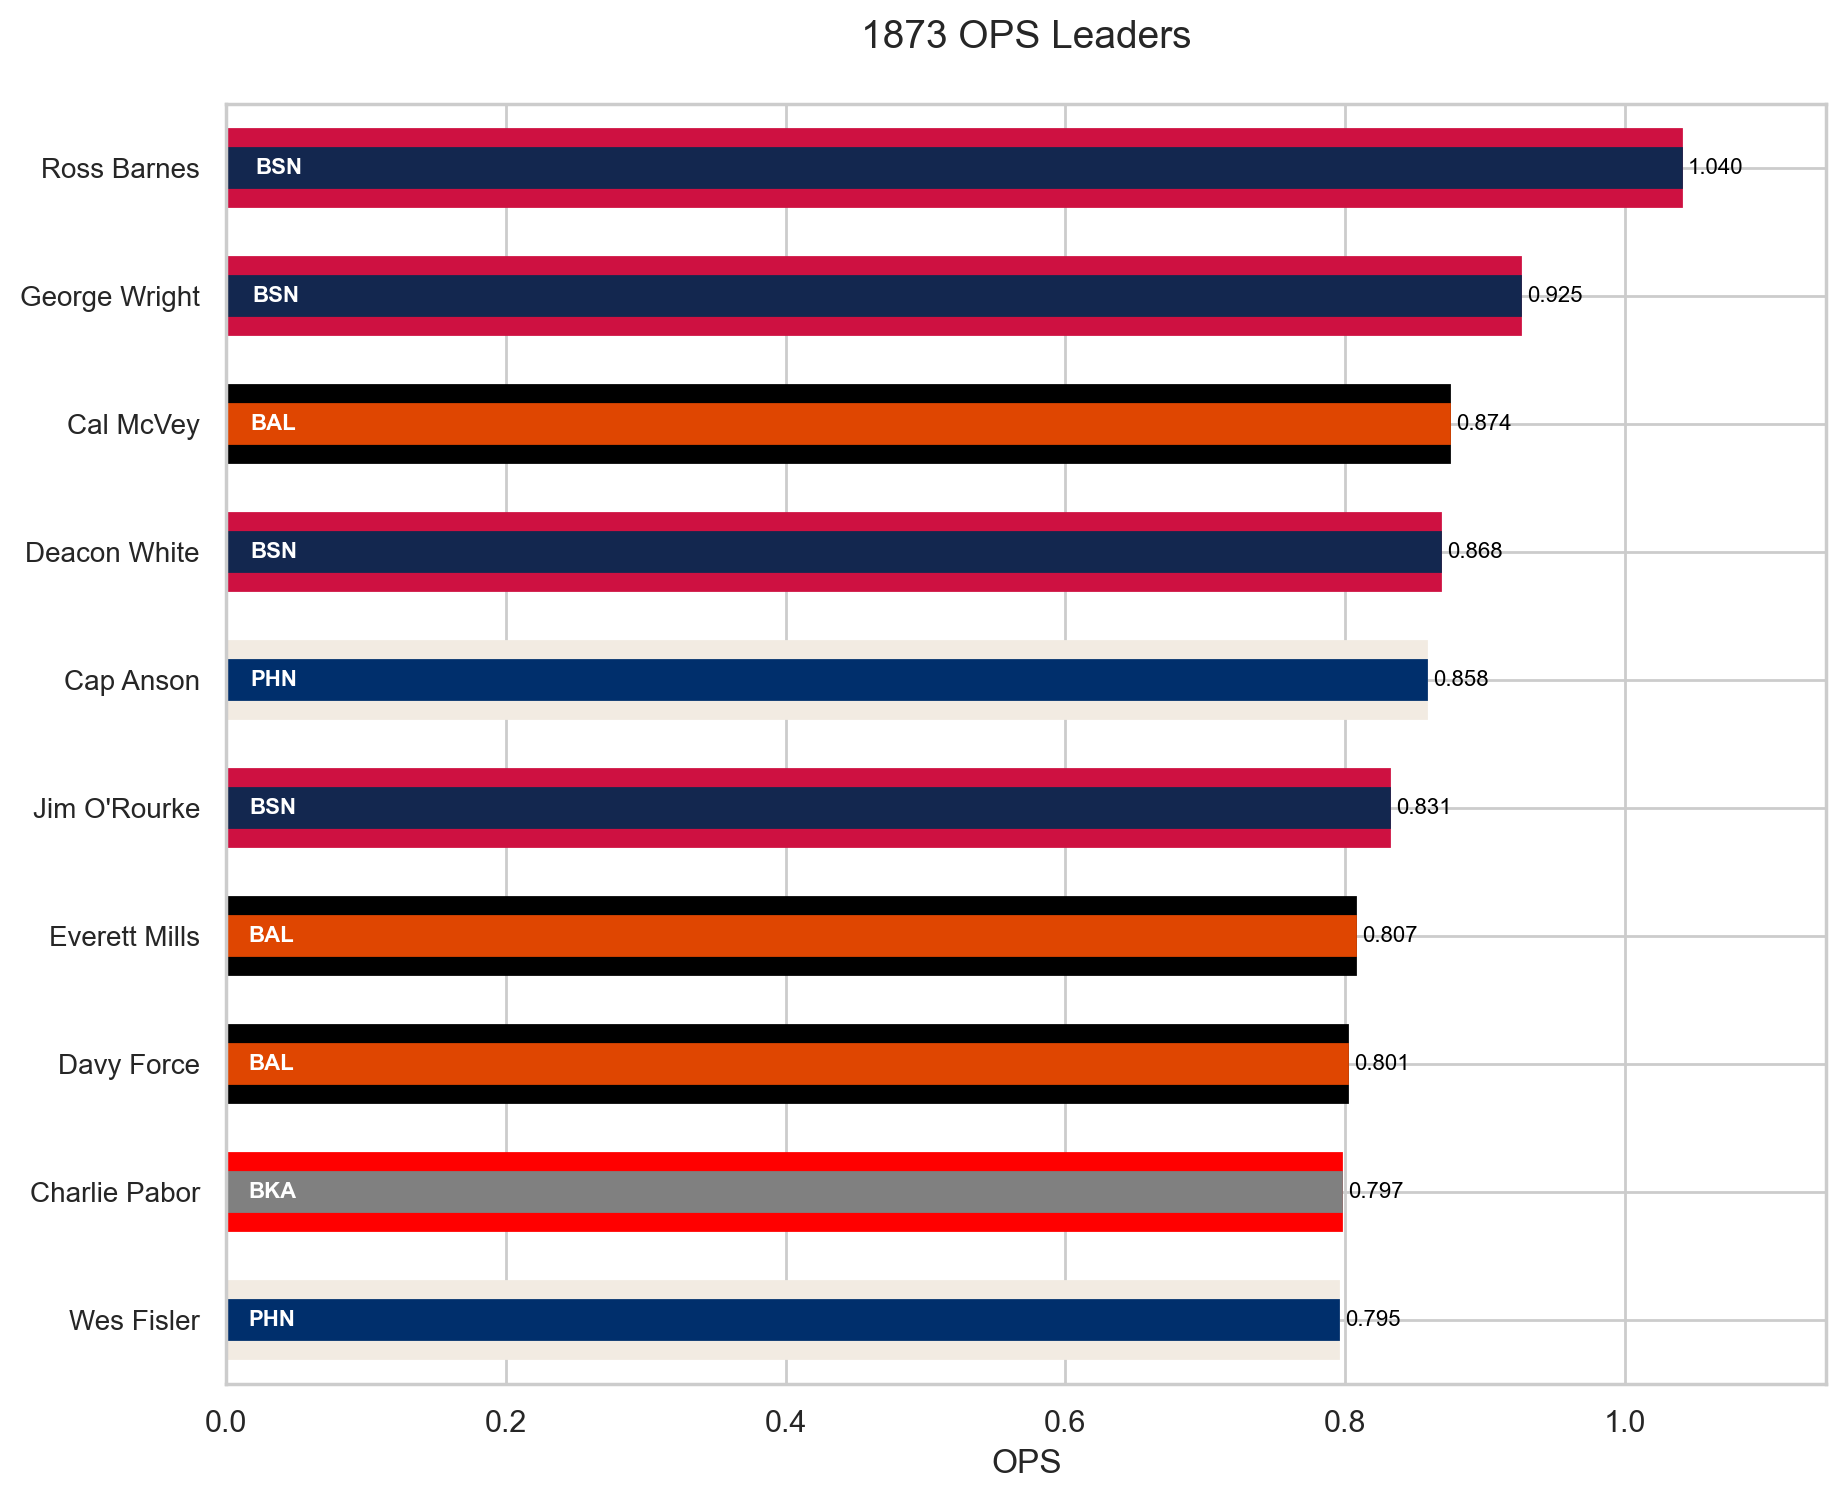 1873 OPS Leaders
Ross Barnes BSN 1.040
George Wright BSN 0.925
Cal McVey BAL 0.874
Deacon White BSN 0.868
Cap Anson PHN 0.858
Jim O'Rourke BSN 0.831
Everett Mills BAL 0.807
Davy Force BAL 0.801
Charlie Pabor BKA 0.797
Wes Fisler PHN 0.795
0.0 0.2 0.4 0.6 0.8 1.0
OPS